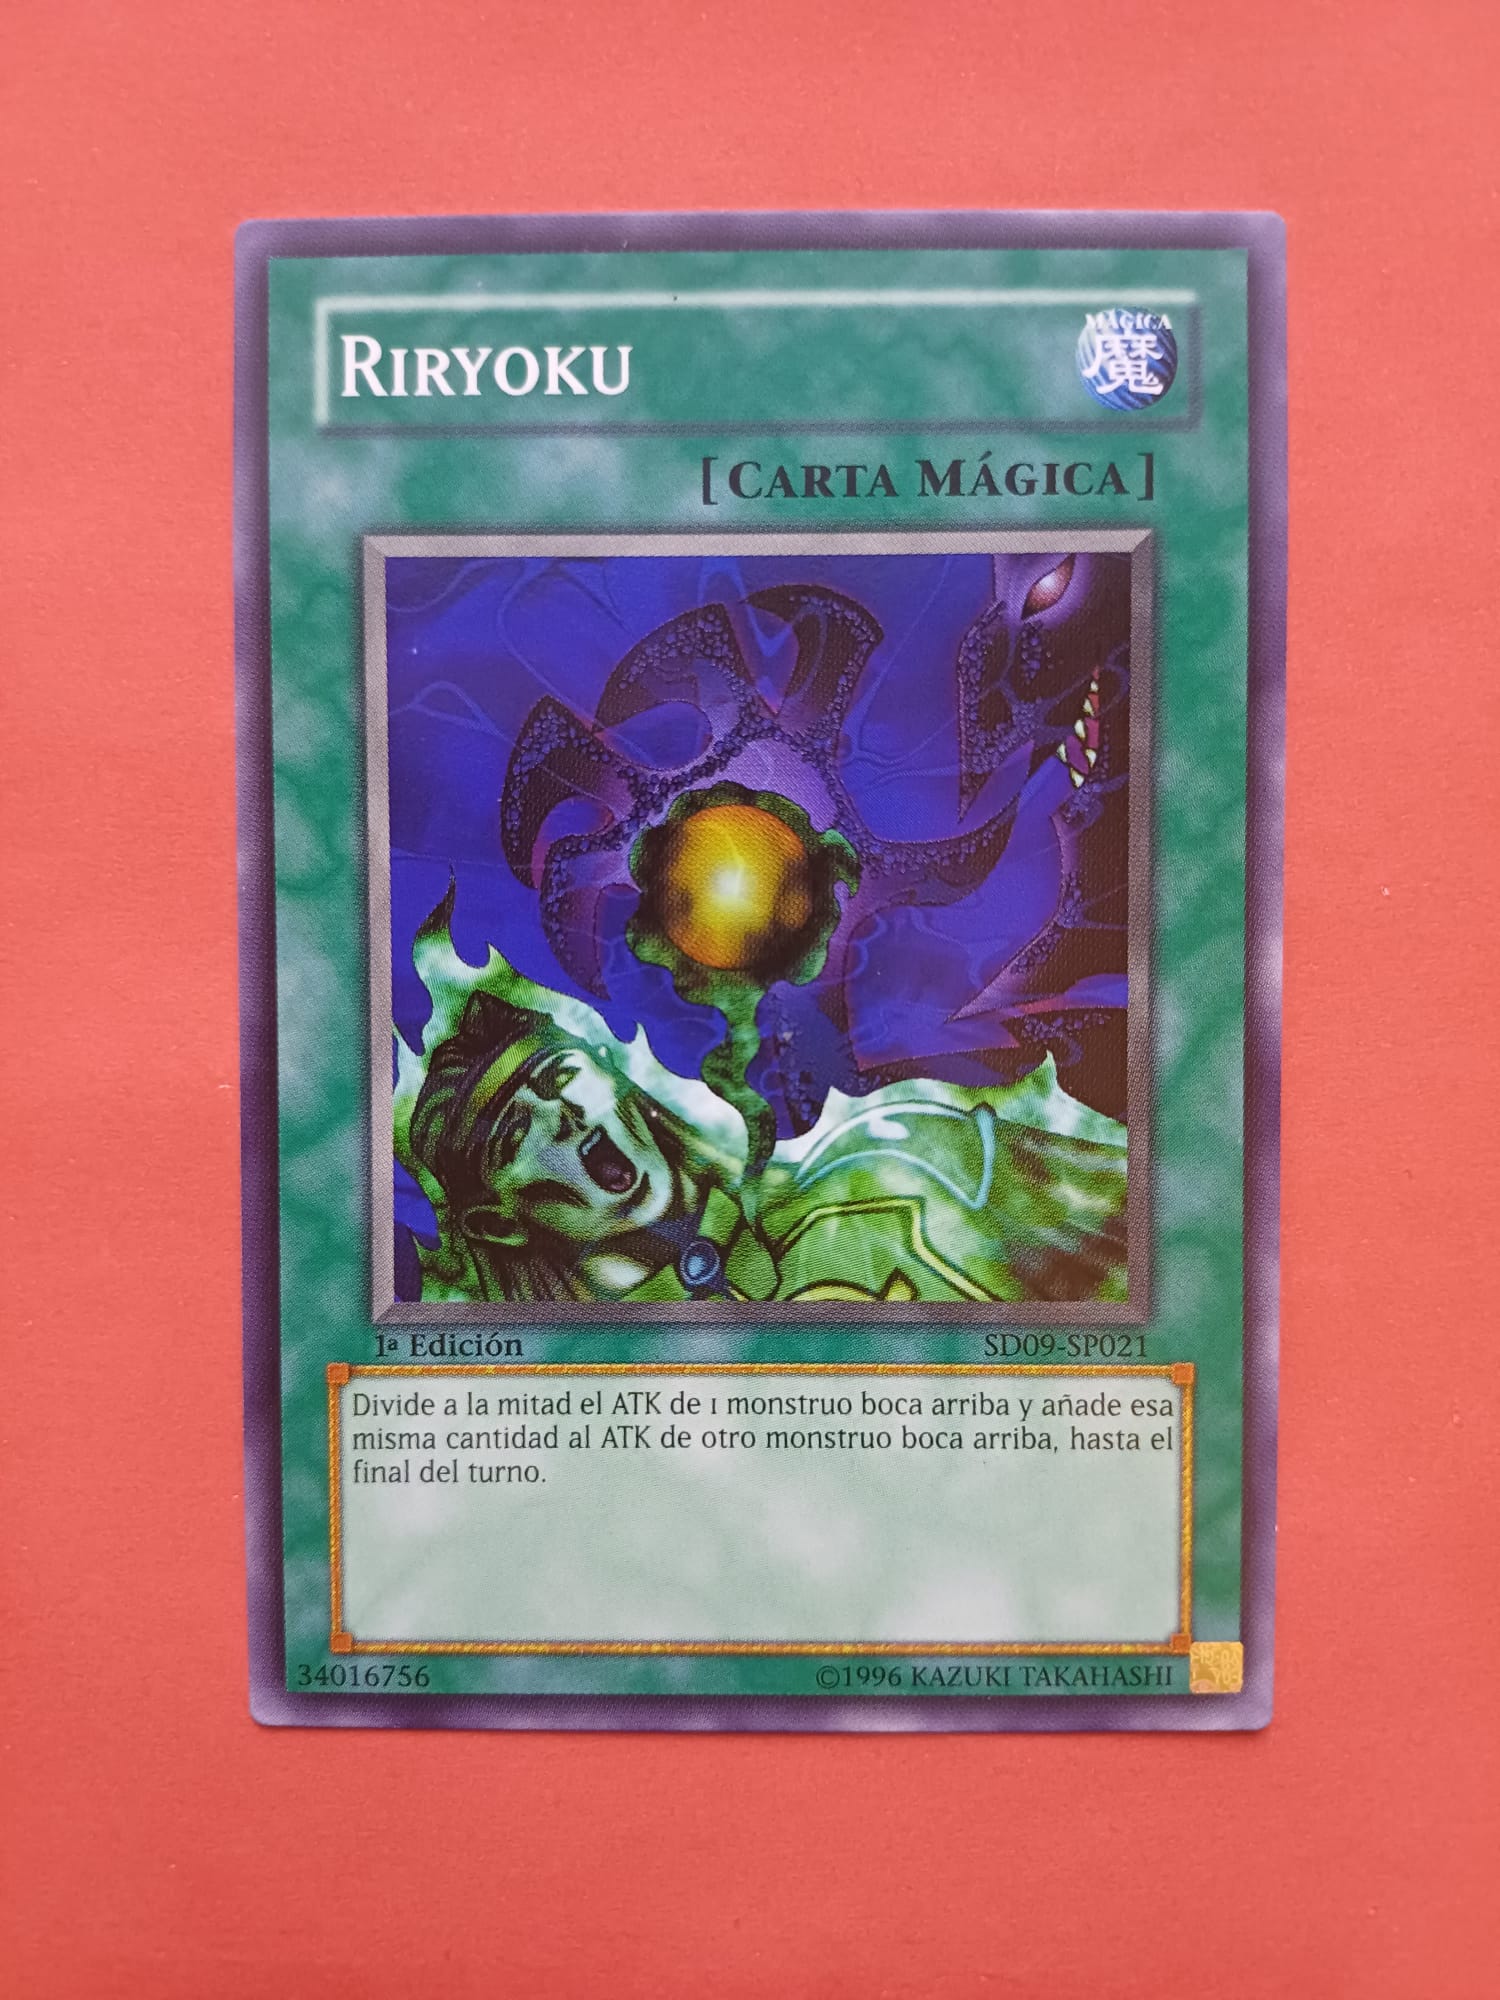 RIRYOKU
MÁGICA
魔
[CARTA MÁGICA]
1ª Edición
SD09-SP021
Divide a la mitad el ATK de 1 monstruo boca arriba y añade esa
misma cantidad al ATK de otro monstruo boca arriba, hasta el
final del turno.
34016756
©1996 KAZUKI TAKAHASHI